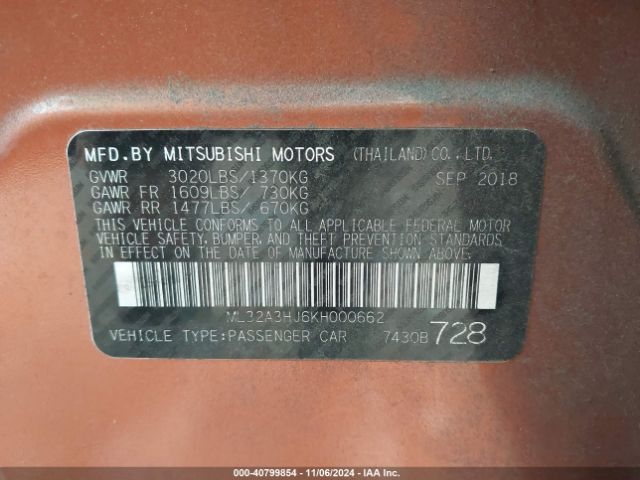 MFD.BY MITSUBISHI MOTORS (THAILAND)CO.,LTD.
GVWR 3020LBS/1370KG SEP 2018
GAWR FR 1609LBS/ 730KG
GAWR RR 1477LBS/ 670KG
THIS VEHICLE CONFORMS TO ALL APPLICABLE FEDERAL MOTOR
VEHICLE SAFETY, BUMPER, AND THEFT PREVENTION STANDARDS
IN EFFECT ON THE DATE OF MANUFACTURE SHOWN ABOVE.
ML32A3HJ6KH000662
VEHICLE TYPE:PASSENGER CAR 7430B 728
000-40799854 | 11/06/2024 | IAAI.CA